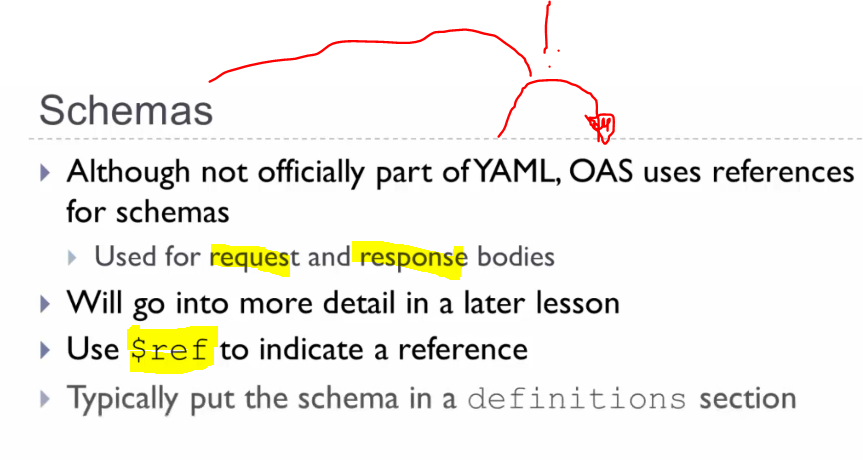 Schemas
Although not officially part of YAML, OAS uses references
for schemas
Used for request and response bodies
Will go into more detail in a later lesson
Use $ref to indicate a reference
Typically put the schema in a definitions section